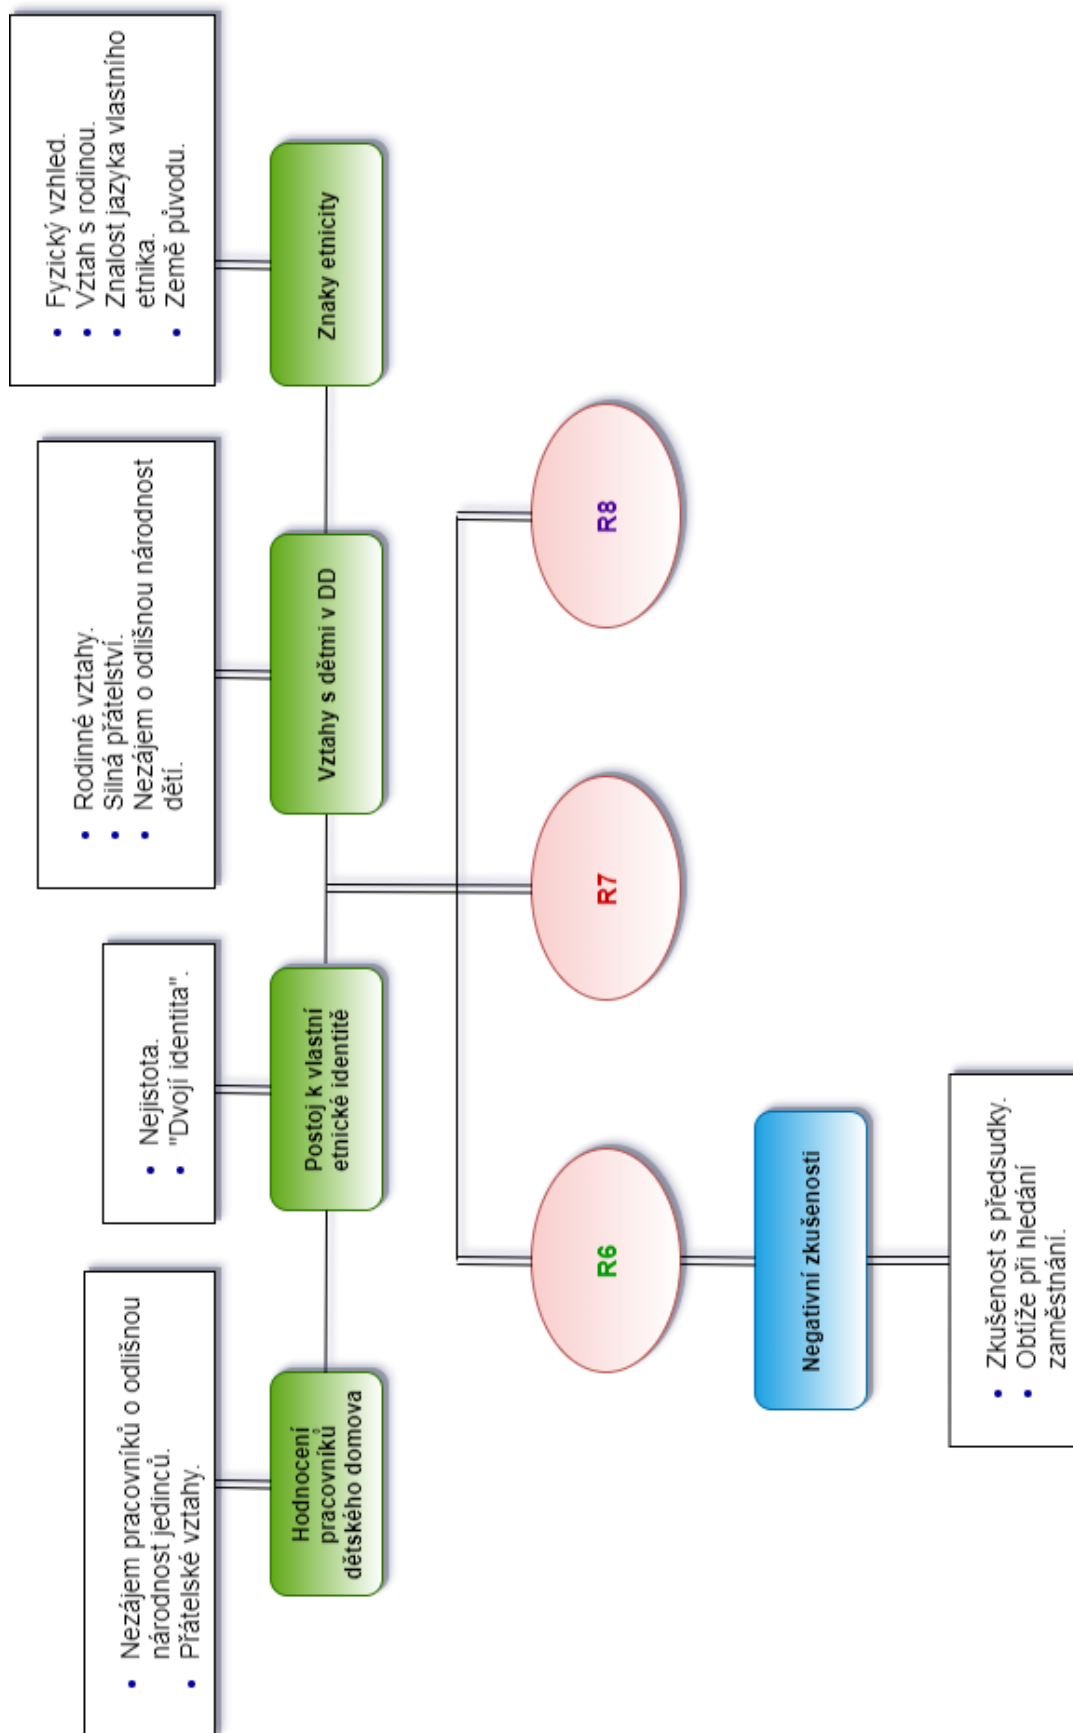 Nezájem pracovníků o odlišnou
národnost jedinců.
Přátelské vztahy.
Nejistota.
"Dvojí identita".
Rodinné vztahy.
Silná přátelství.
Nezájem o odlišnou národnost
dětí.
Fyzický vzhled.
Vztah s rodinou.
Znalost jazyka vlastního
etnika.
Země původu.
Hodnocení
pracovníků
dětského domova
Postoj k vlastní
etnické identitě
Vztahy s dětmi v DD
Znaky etnicity
R6
R7
R8
Negativní zkušenosti
Zkušenost s předsudky.
Obtíže při hledání
zaměstnání.